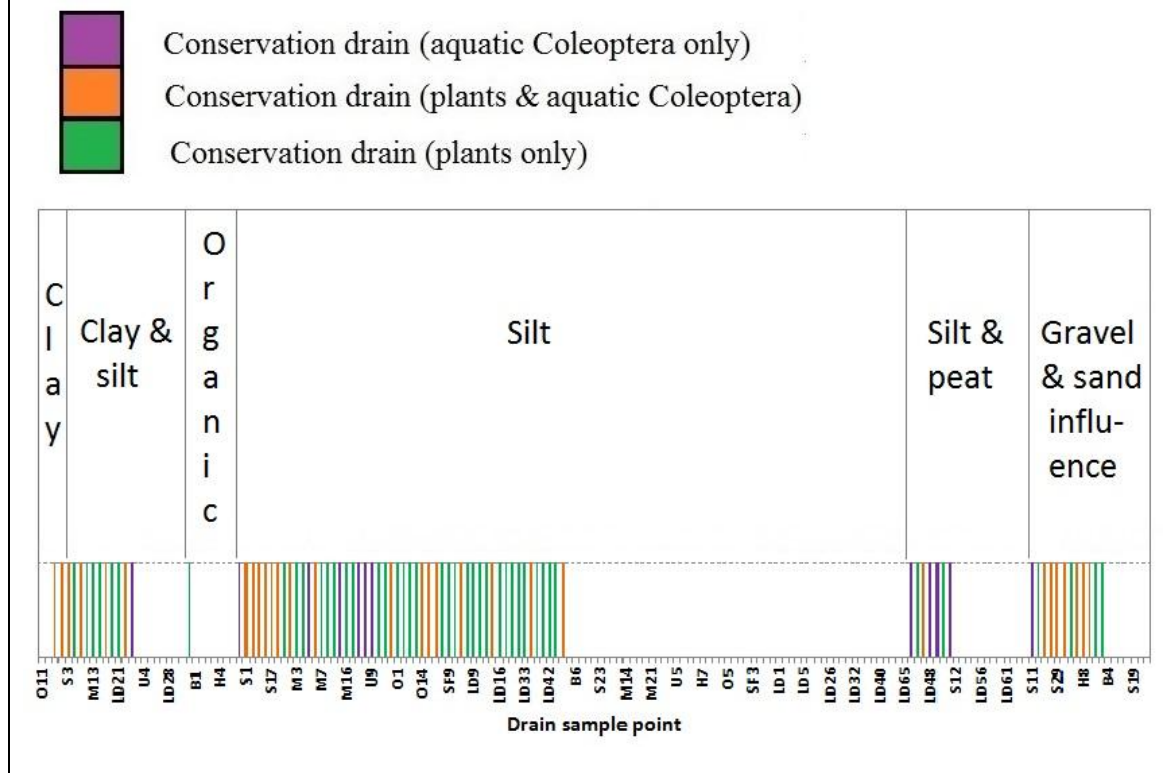 Conservation drain (aquatic Coleoptera only)
Conservation drain (plants & aquatic Coleoptera)
Conservation drain (plants only)
Clay
Clay &
silt
Organic
Silt
Silt &
peat
Gravel
& sand
influ-
ence
O11 S3 M13 LD21 U4 LD28 B1 H4 S1 S17 M3 M7 M16 U9 O1 O14 SF9 LD9 LD16 LD33 LD42 B6 S23 M14 M21 U5 H7 O5 SF3 LD1 LD5 LD26 LD32 LD40 LD65 LD48 S12 LD56 LD61 S11 S29 H8 B4 S19
Drain sample point